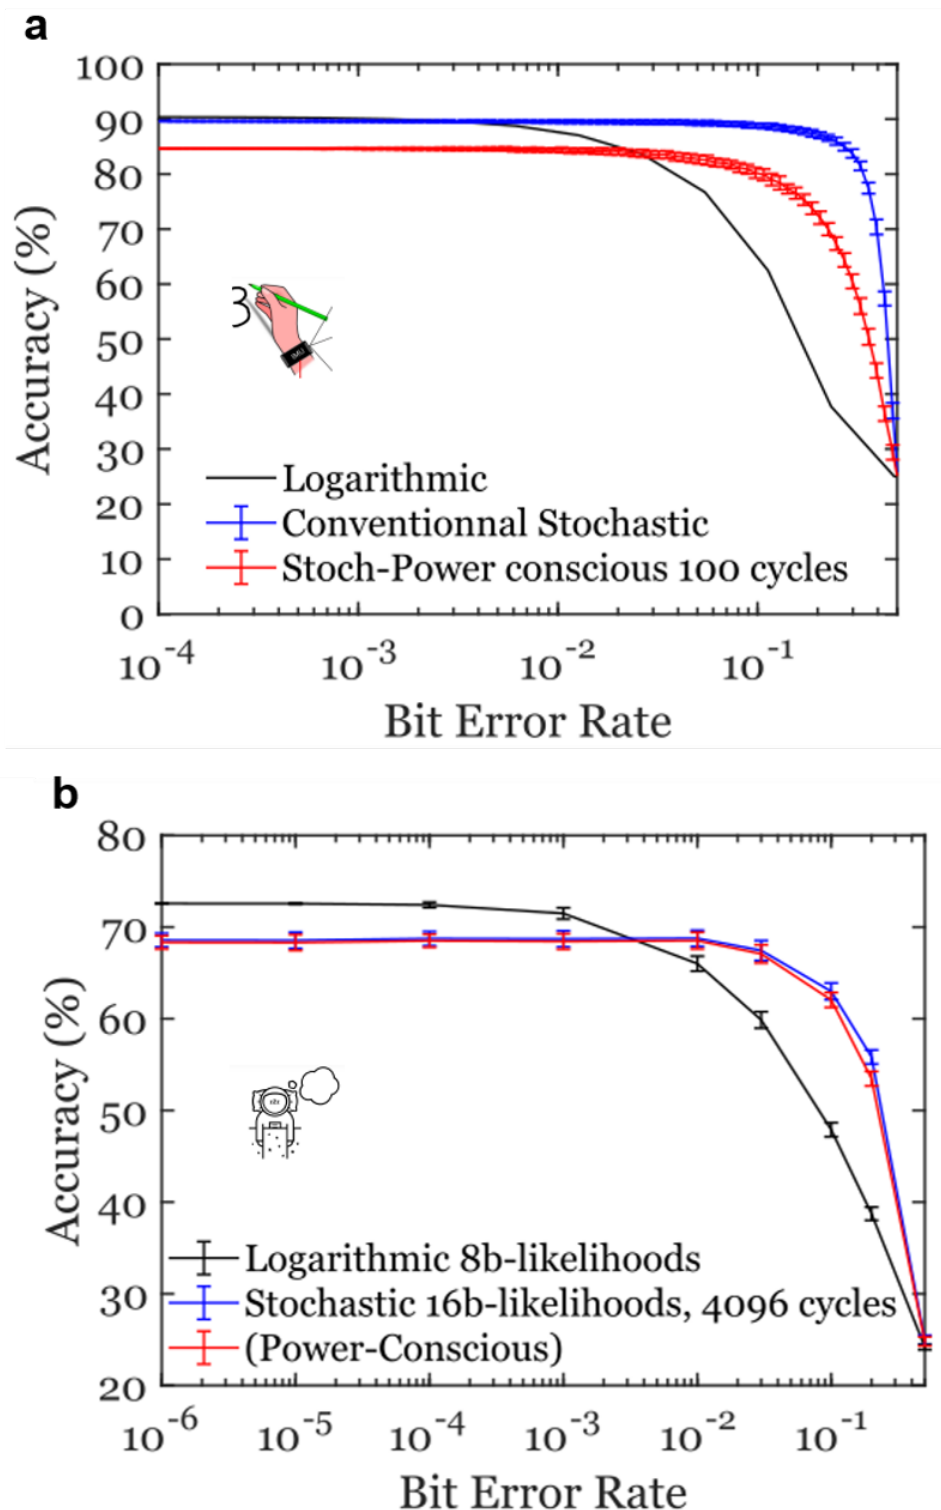 a
100
90
80
70
60
50
40
30
20
10
0
Accuracy (%)
3
IMU
Logarithmic
Conventionnal Stochastic
Stoch-Power conscious 100 cycles
10⁻⁴ 10⁻³ 10⁻² 10⁻¹
Bit Error Rate
b
80
70
60
50
40
30
20
Accuracy (%)
Logarithmic 8b-likelihoods
Stochastic 16b-likelihoods, 4096 cycles
(Power-Conscious)
10⁻⁶ 10⁻⁵ 10⁻⁴ 10⁻³ 10⁻² 10⁻¹
Bit Error Rate